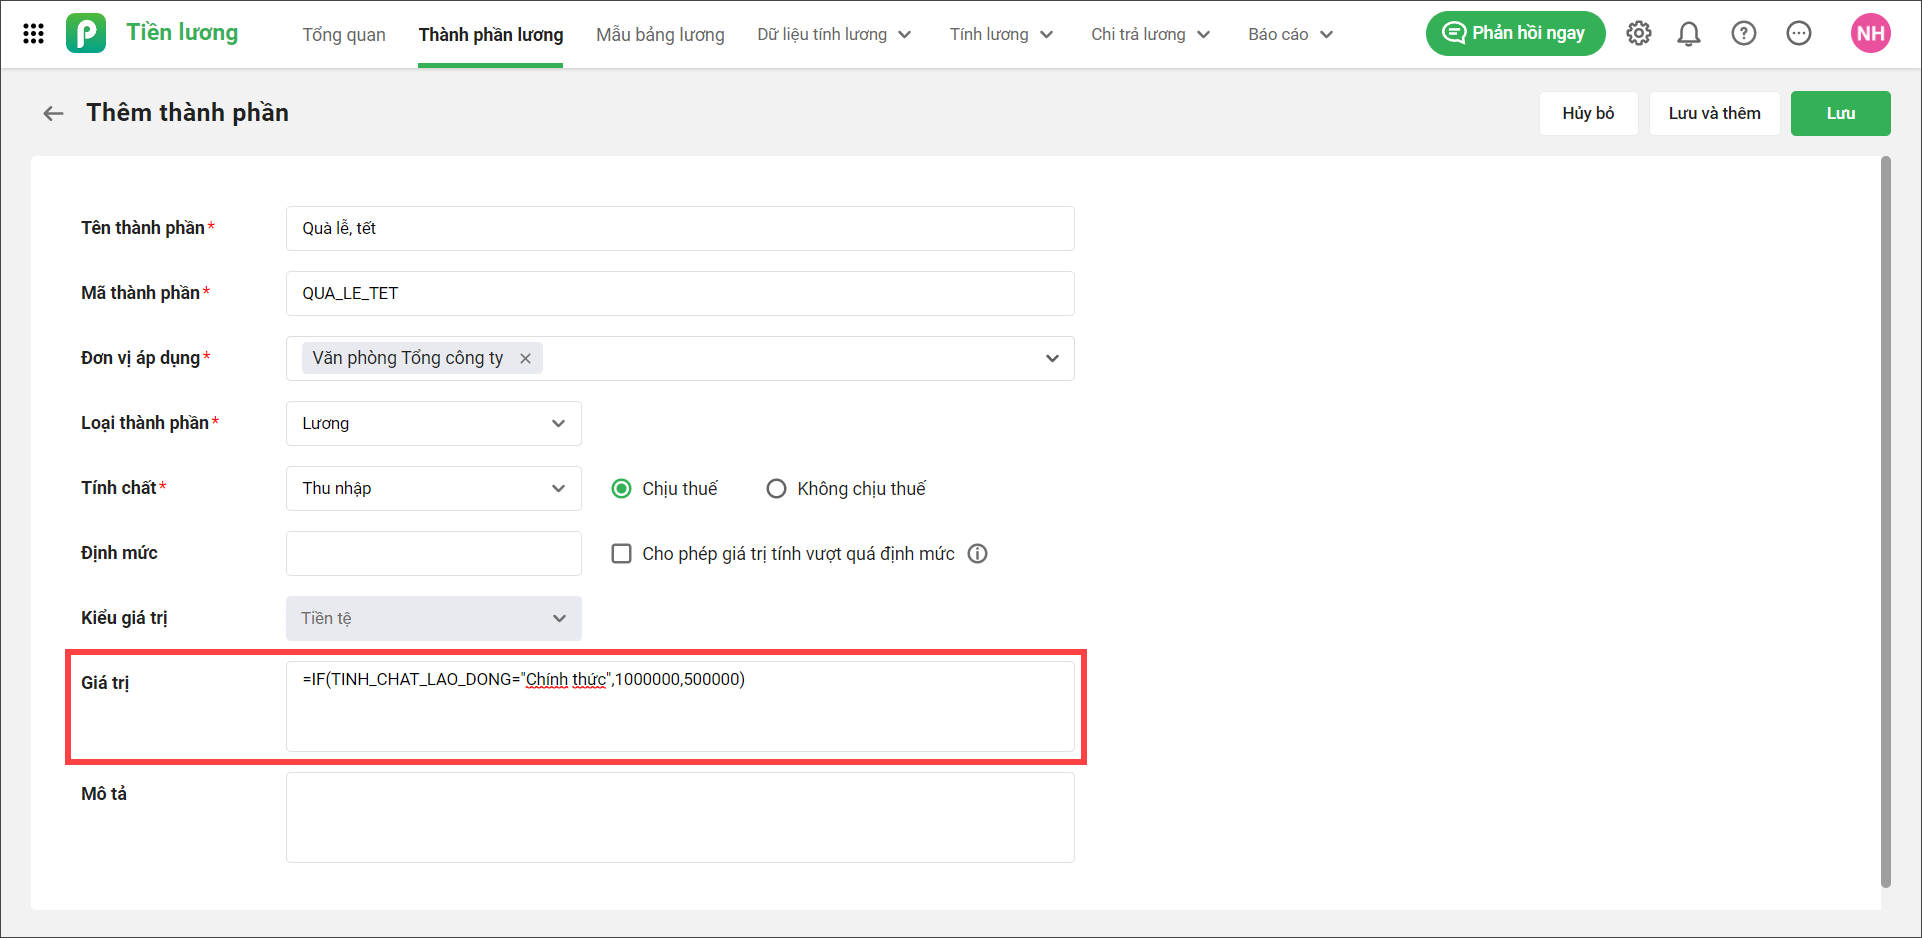 Tiền lương
Tổng quan
Thành phần lương
Mẫu bảng lương
Dữ liệu tính lương
Tính lương
Chi trả lương
Báo cáo
Phản hồi ngay
NH
Thêm thành phần
Hủy bỏ
Lưu và thêm
Lưu
Tên thành phần*
Quà lễ, tết
Mã thành phần*
QUA_LE_TET
Đơn vị áp dụng*
Văn phòng Tổng công ty
Loại thành phần*
Lương
Tính chất*
Thu nhập
Chịu thuế
Không chịu thuế
Định mức
Cho phép giá trị tính vượt quá định mức
Kiểu giá trị
Tiền tệ
Giá trị
=IF(TINH_CHAT_LAO_DONG="Chính thức",1000000,500000)
Mô tả